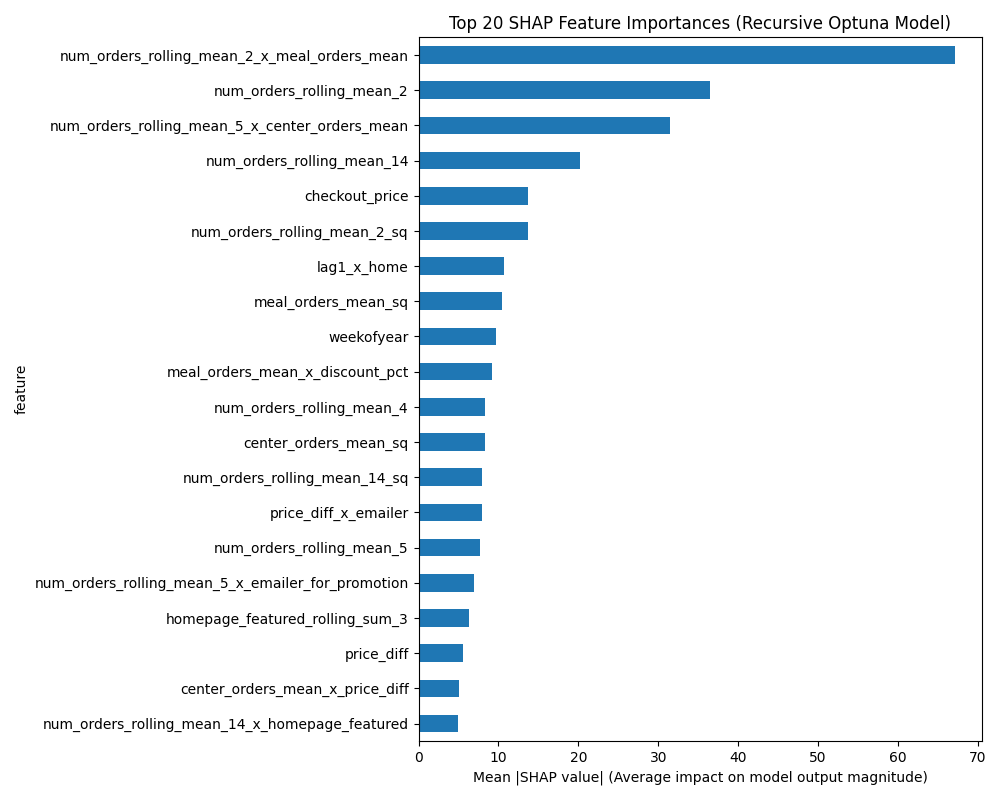 Top 20 SHAP Feature Importances (Recursive Optuna Model)
feature
num_orders_rolling_mean_2_x_meal_orders_mean
num_orders_rolling_mean_2
num_orders_rolling_mean_5_x_center_orders_mean
num_orders_rolling_mean_14
checkout_price
num_orders_rolling_mean_2_sq
lag1_x_home
meal_orders_mean_sq
weekofyear
meal_orders_mean_x_discount_pct
num_orders_rolling_mean_4
center_orders_mean_sq
num_orders_rolling_mean_14_sq
price_diff_x_emailer
num_orders_rolling_mean_5
num_orders_rolling_mean_5_x_emailer_for_promotion
homepage_featured_rolling_sum_3
price_diff
center_orders_mean_x_price_diff
num_orders_rolling_mean_14_x_homepage_featured
0 10 20 30 40 50 60 70
Mean |SHAP value| (Average impact on model output magnitude)